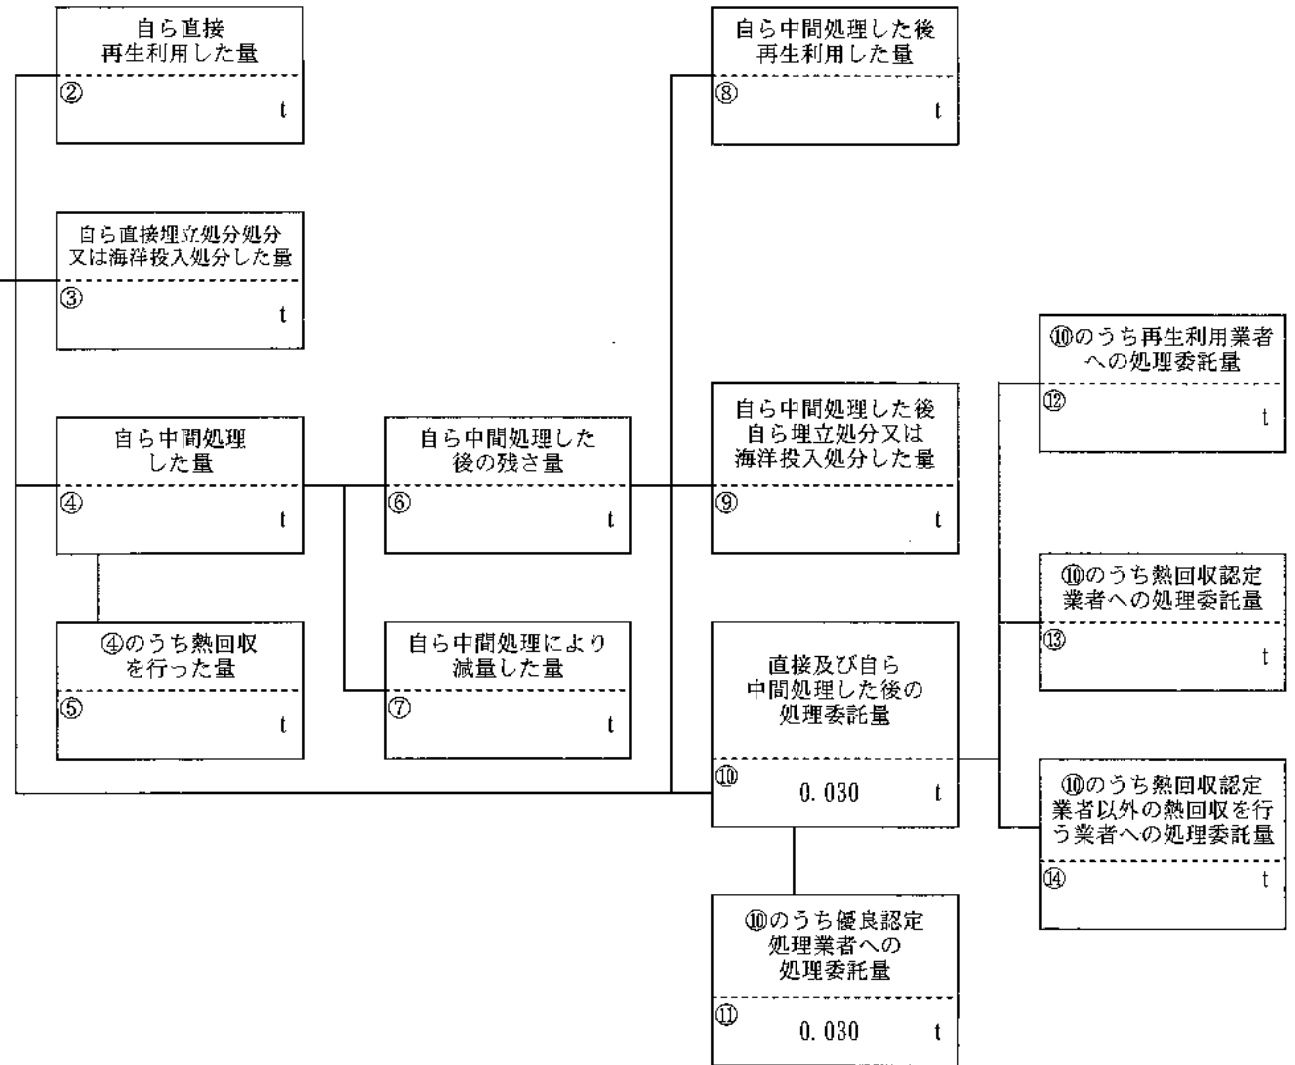 自ら直接
再生利用した量
②
t
自ら中間処理した後
再生利用した量
⑧
t
自ら直接埋立処分処分
又は海洋投入処分した量
③
t
⑩のうち再生利用業者
への処理委託量
⑫
t
自ら中間処理
した量
④
t
自ら中間処理した
後の残さ量
⑥
t
自ら中間処理した後
自ら埋立処分又は
海洋投入処分した量
⑨
t
⑩のうち熱回収認定
業者への処理委託量
⑬
t
④のうち熱回収
を行った量
⑤
t
自ら中間処理により
減量した量
⑦
t
直接及び自ら
中間処理した後の
処理委託量
⑩
0.030 t
⑩のうち熱回収認定
業者以外の熱回収を行
う業者への処理委託量
⑭
t
⑩のうち優良認定
処理業者への
処理委託量
⑪
0.030 t